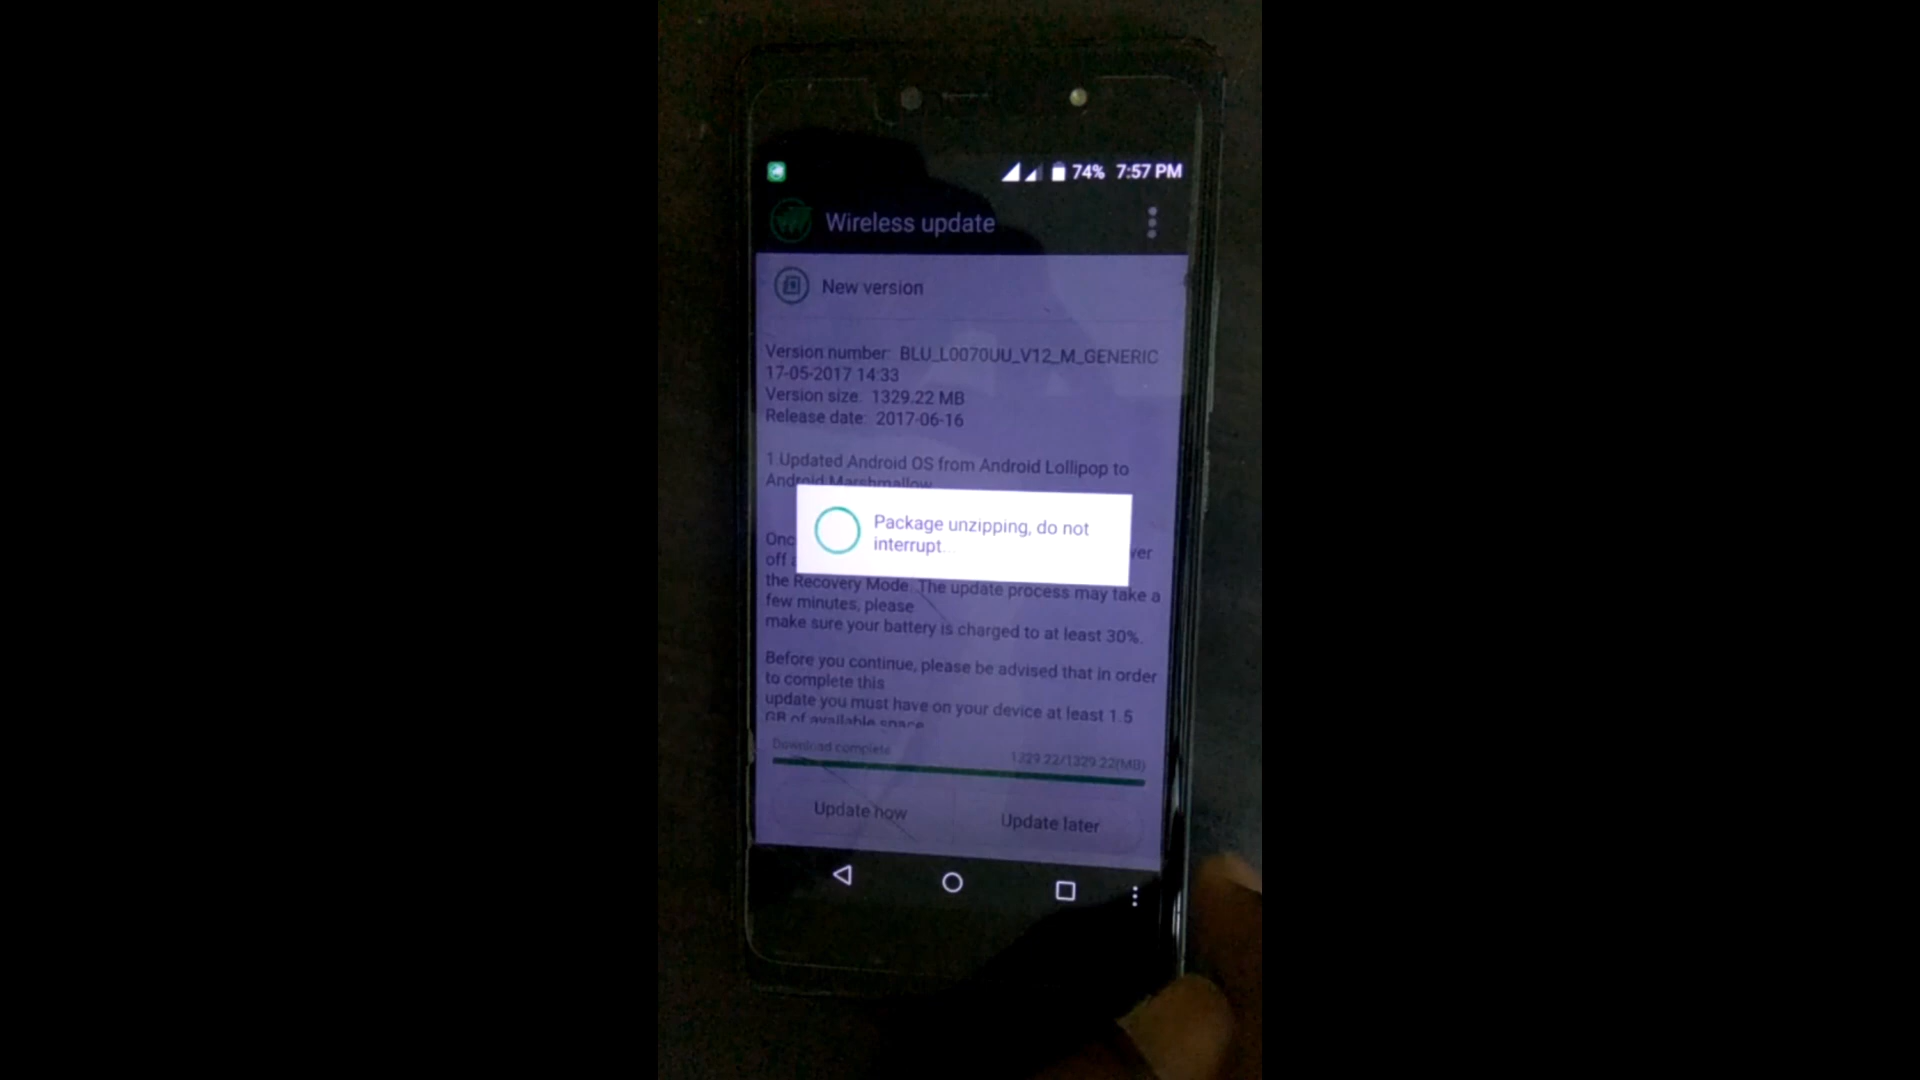 74% 7:57 PM
Wireless update
New version
Version number: BLU_L0070UU_V12_M_GENERIC
17-05-2017 14:33
Version size: 1329.22 MB
Release date: 2017-06-16
1.Updated Android OS from Android Lollipop to
Android Marshmallow
Package unzipping, do not
interrupt...
Onc ver
off
the Recovery Mode. The update process may take a
few minutes, please
make sure your battery is charged to at least 30%.
Before you continue, please be advised that in order
to complete this
update you must have on your device at least 1.5
GB of available space
Download complete 1329.22/1329.22(MB)
Update now Update later